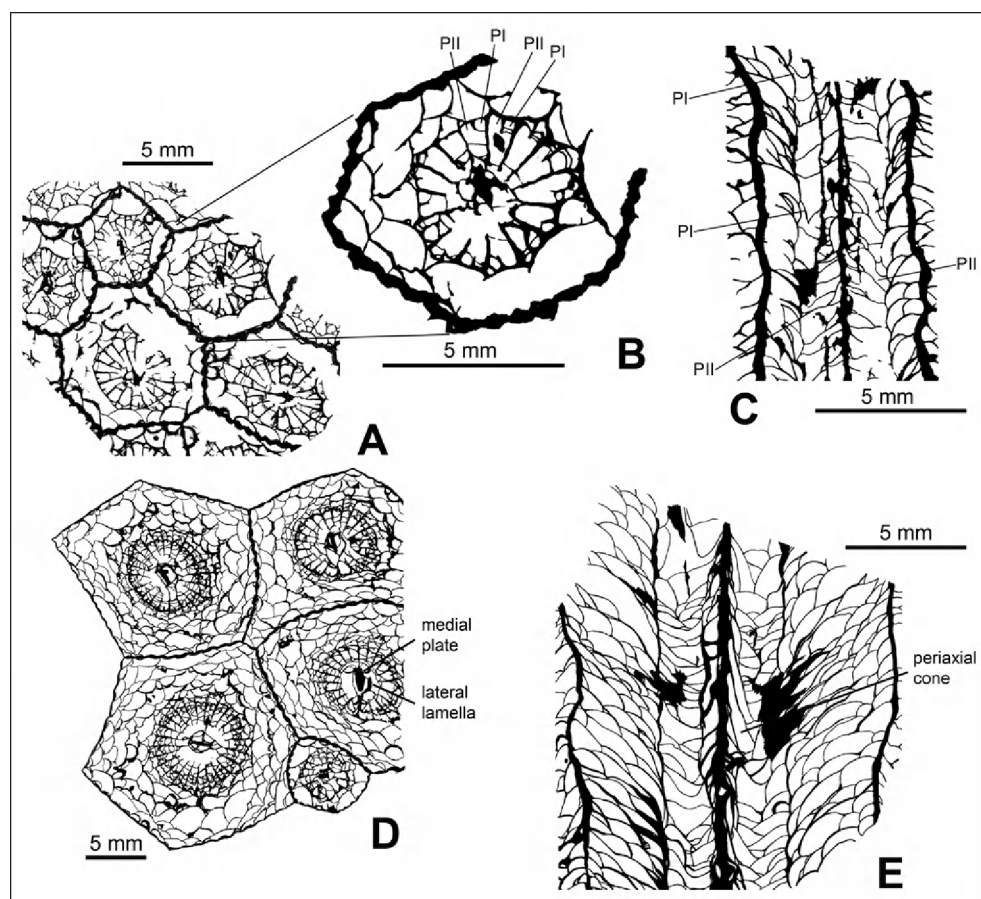 PII PI PII PI
5 mm
A
B
5 mm
PI
PI
PII
PII
C
5 mm
medial
plate
lateral
lamella
D
5 mm
5 mm
periaxial
cone
E